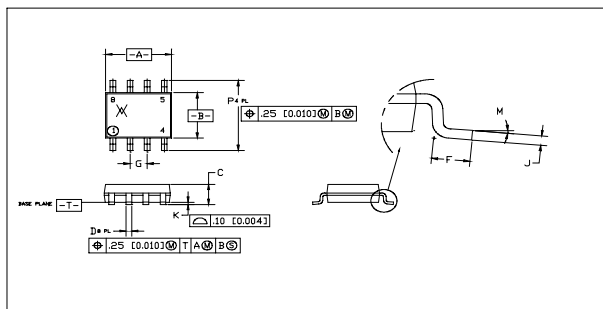 -A-
8 5
1 4
-B-
P 4 PL
⌖ .25 [0.010] Ⓜ B Ⓜ
G
C
BASE PLANE -T-
K
⌓ .10 [0.004]
D 8 PL
⌖ .25 [0.010] Ⓜ T A Ⓜ B Ⓢ
M
F
J